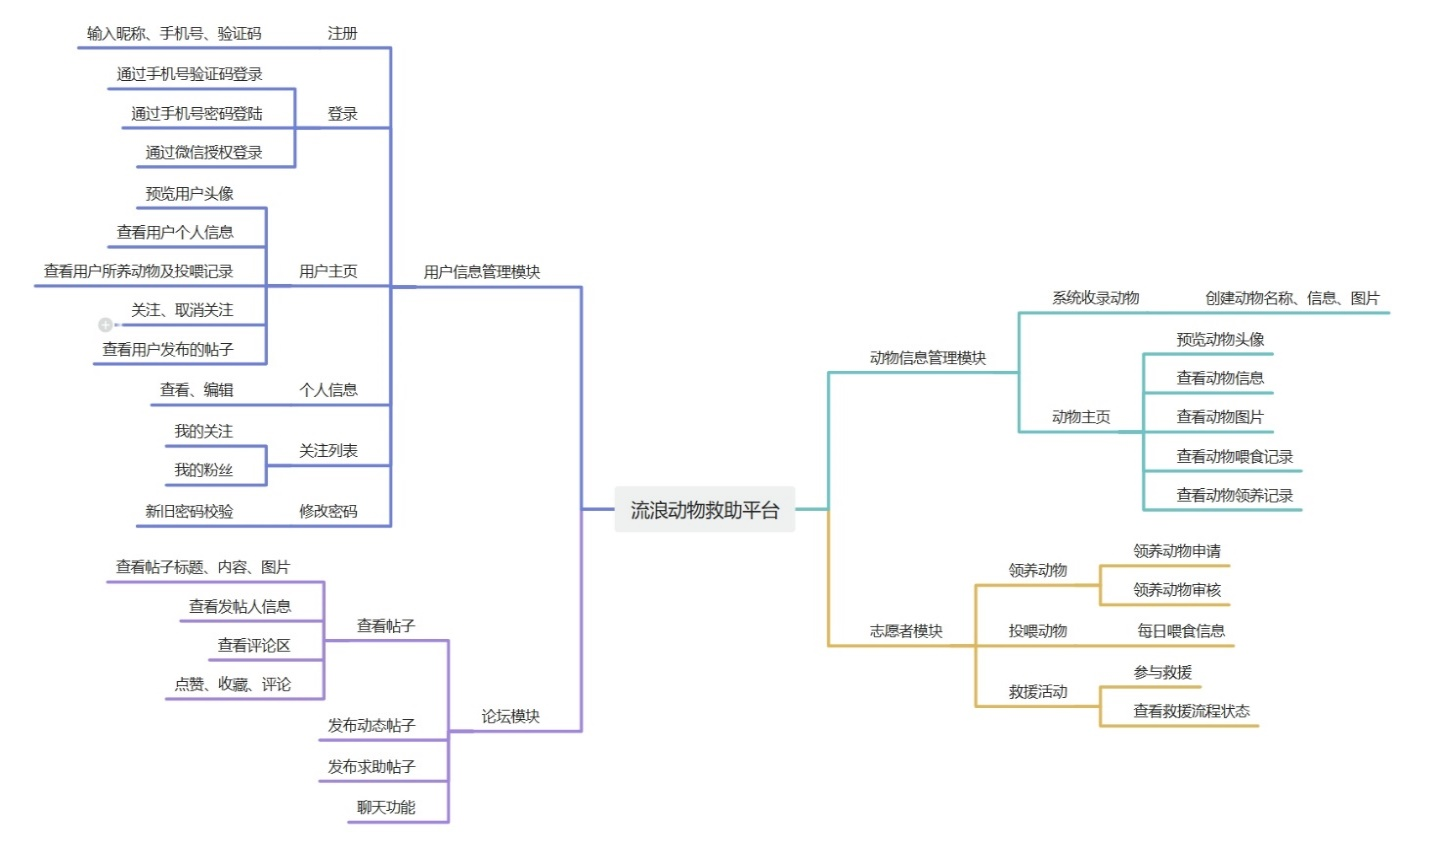 流浪动物救助平台
用户信息管理模块
注册
输入昵称、手机号、验证码
登录
通过手机号验证码登录
通过手机号密码登陆
通过微信授权登录
用户主页
预览用户头像
查看用户个人信息
查看用户所养动物及投喂记录
关注、取消关注
查看用户发布的帖子
个人信息
查看、编辑
关注列表
我的关注
我的粉丝
修改密码
新旧密码校验
论坛模块
查看帖子
查看帖子标题、内容、图片
查看发帖人信息
查看评论区
点赞、收藏、评论
发布动态帖子
发布求助帖子
聊天功能
动物信息管理模块
系统收录动物
创建动物名称、信息、图片
动物主页
预览动物头像
查看动物信息
查看动物图片
查看动物喂食记录
查看动物领养记录
志愿者模块
领养动物
领养动物申请
领养动物审核
投喂动物
每日喂食信息
救援活动
参与救援
查看救援流程状态